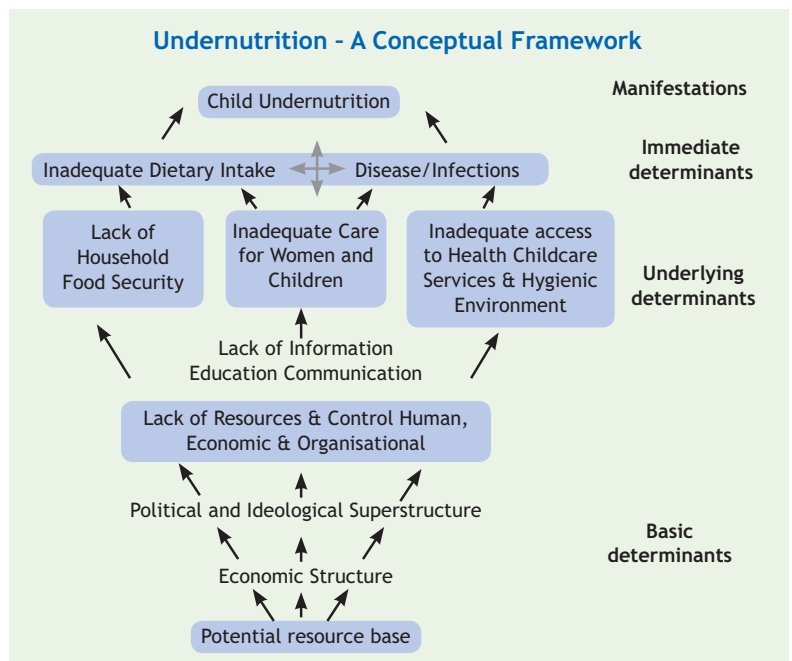 Undernutrition – A Conceptual Framework
Manifestations
Child Undernutrition
Immediate
determinants
Inadequate Dietary Intake
Disease/Infections
Lack of
Household
Food Security
Inadequate Care
for Women and
Children
Inadequate access
to Health Childcare
Services & Hygienic
Environment
Underlying
determinants
Lack of Information
Education Communication
Lack of Resources & Control Human,
Economic & Organisational
Political and Ideological Superstructure
Basic
determinants
Economic Structure
Potential resource base